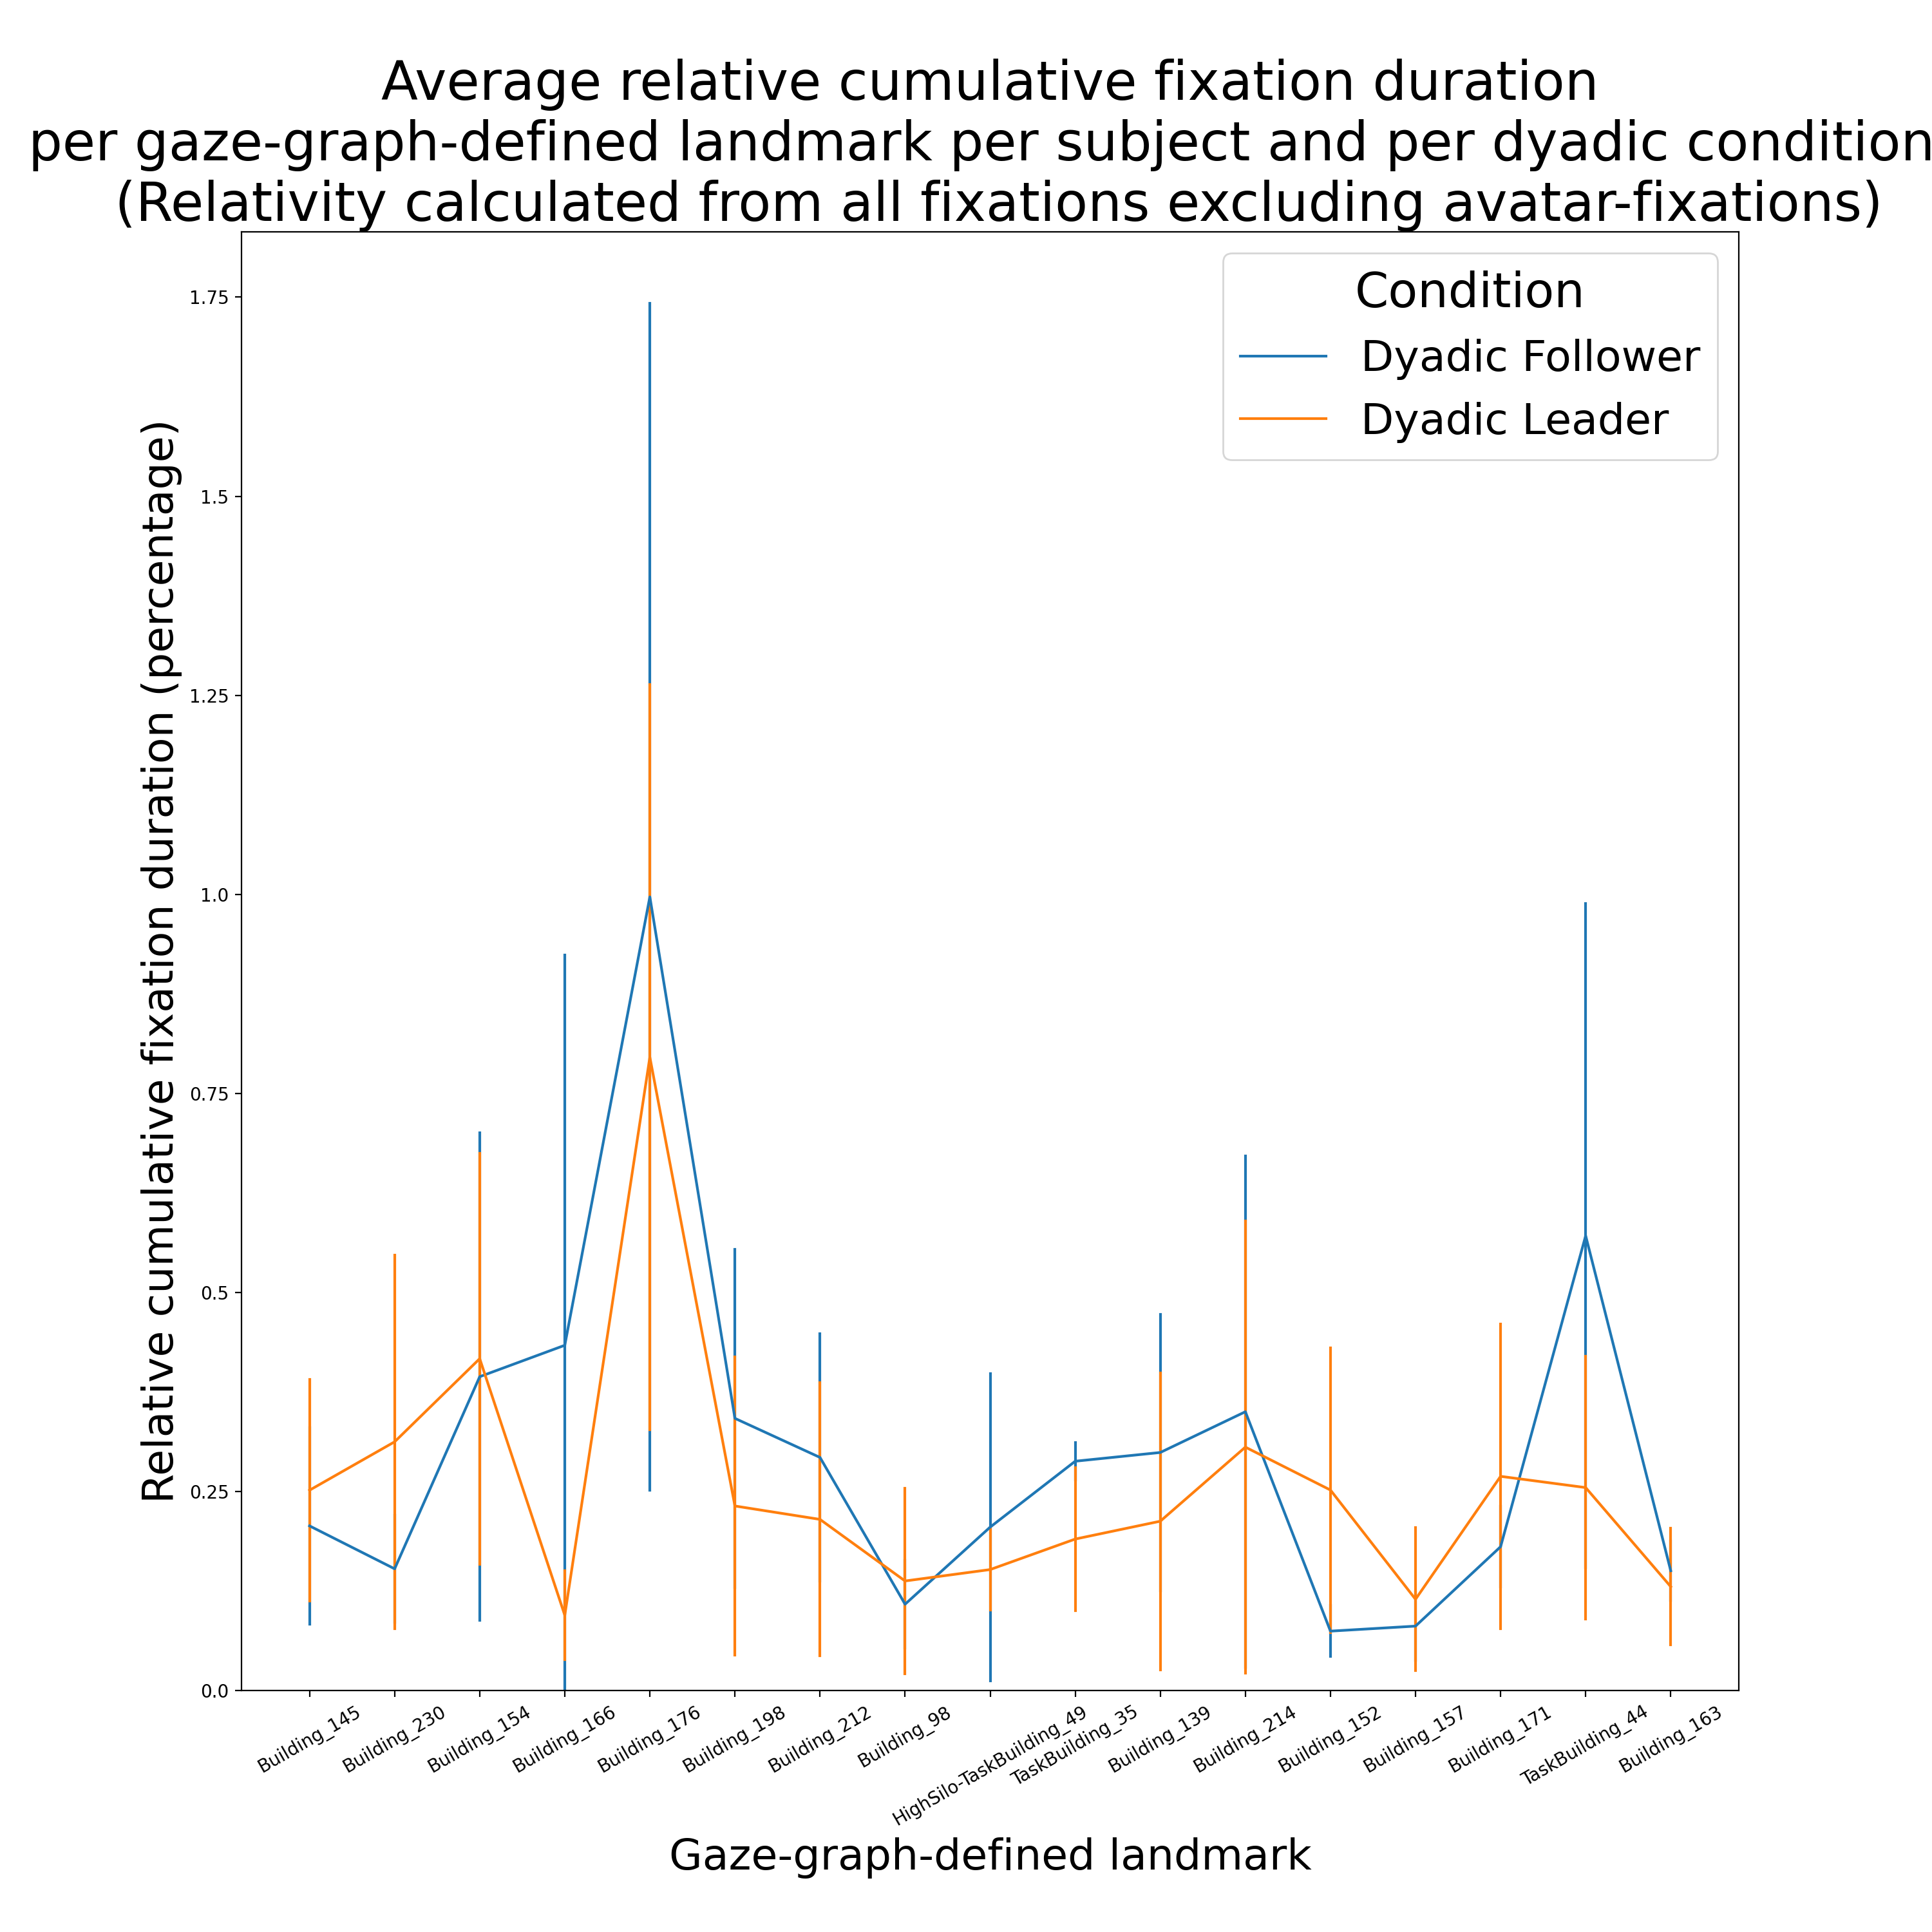 Average relative cumulative fixation duration
per gaze-graph-defined landmark per subject and per dyadic condition
(Relativity calculated from all fixations excluding avatar-fixations)
Condition
Dyadic Follower
Dyadic Leader
Relative cumulative fixation duration (percentage)
1.75
1.5
1.25
1.0
0.75
0.5
0.25
0.0
Building_145
Building_230
Building_154
Building_166
Building_176
Building_198
Building_212
Building_98
HighSilo-TaskBuilding_49
TaskBuilding_35
Building_139
Building_214
Building_152
Building_157
Building_171
TaskBuilding_44
Building_163
Gaze-graph-defined landmark